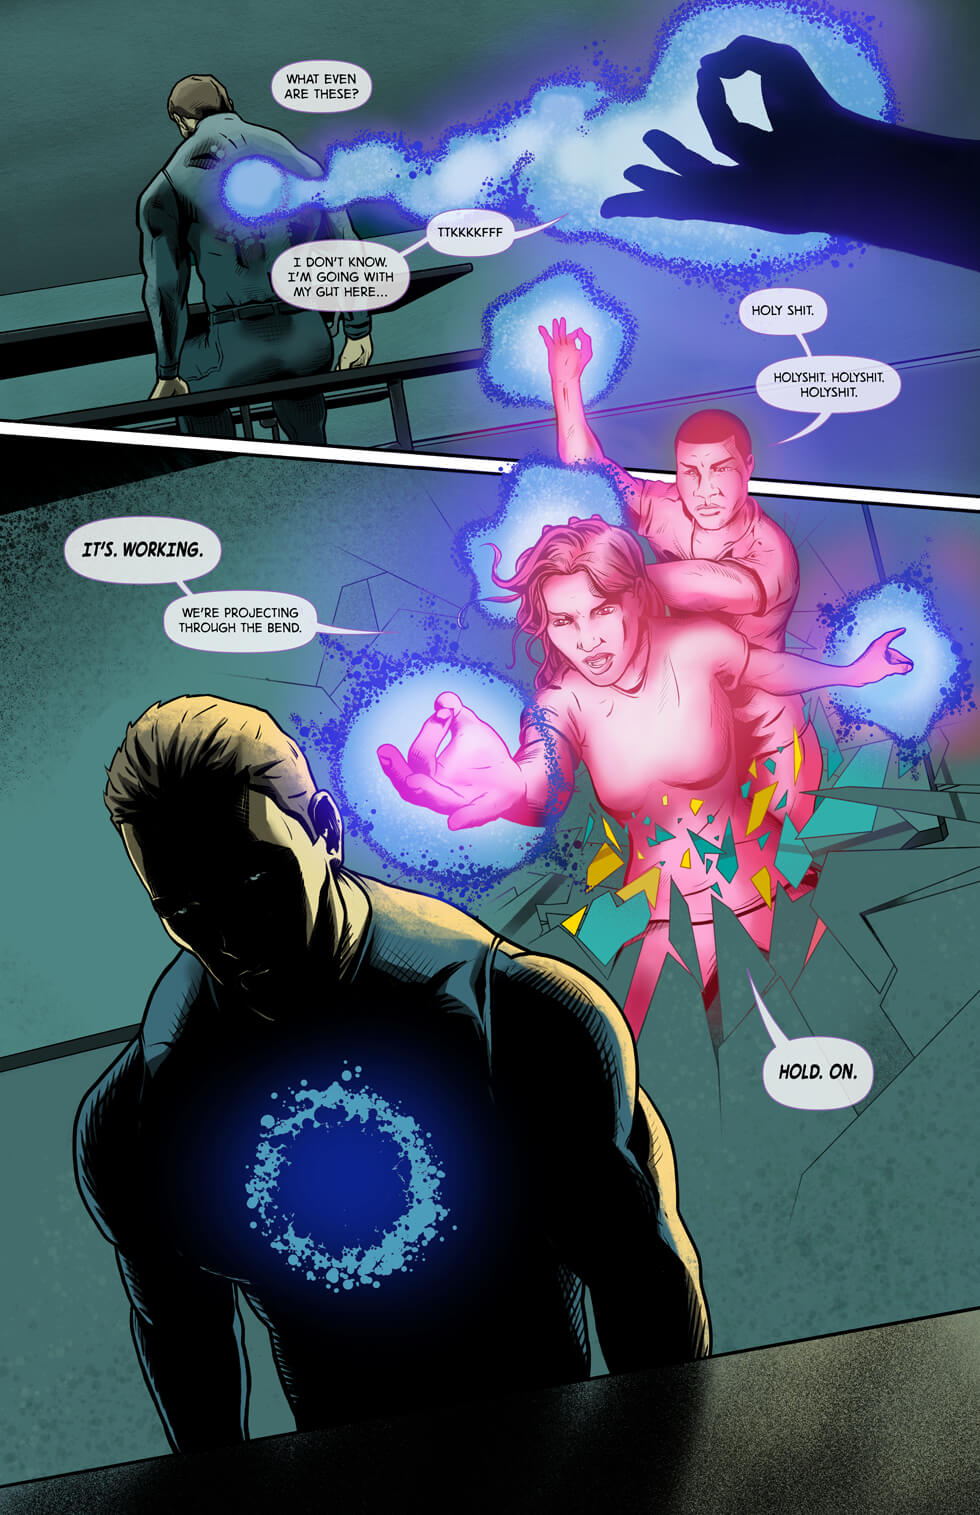 WHAT EVEN
ARE THESE?
TTKKKKFFF
I DON'T KNOW.
I'M GOING WITH
MY GUT HERE...
HOLY SHIT.
HOLYSHIT. HOLYSHIT.
HOLYSHIT.
IT'S. WORKING.
WE'RE PROJECTING
THROUGH THE BEND.
HOLD. ON.